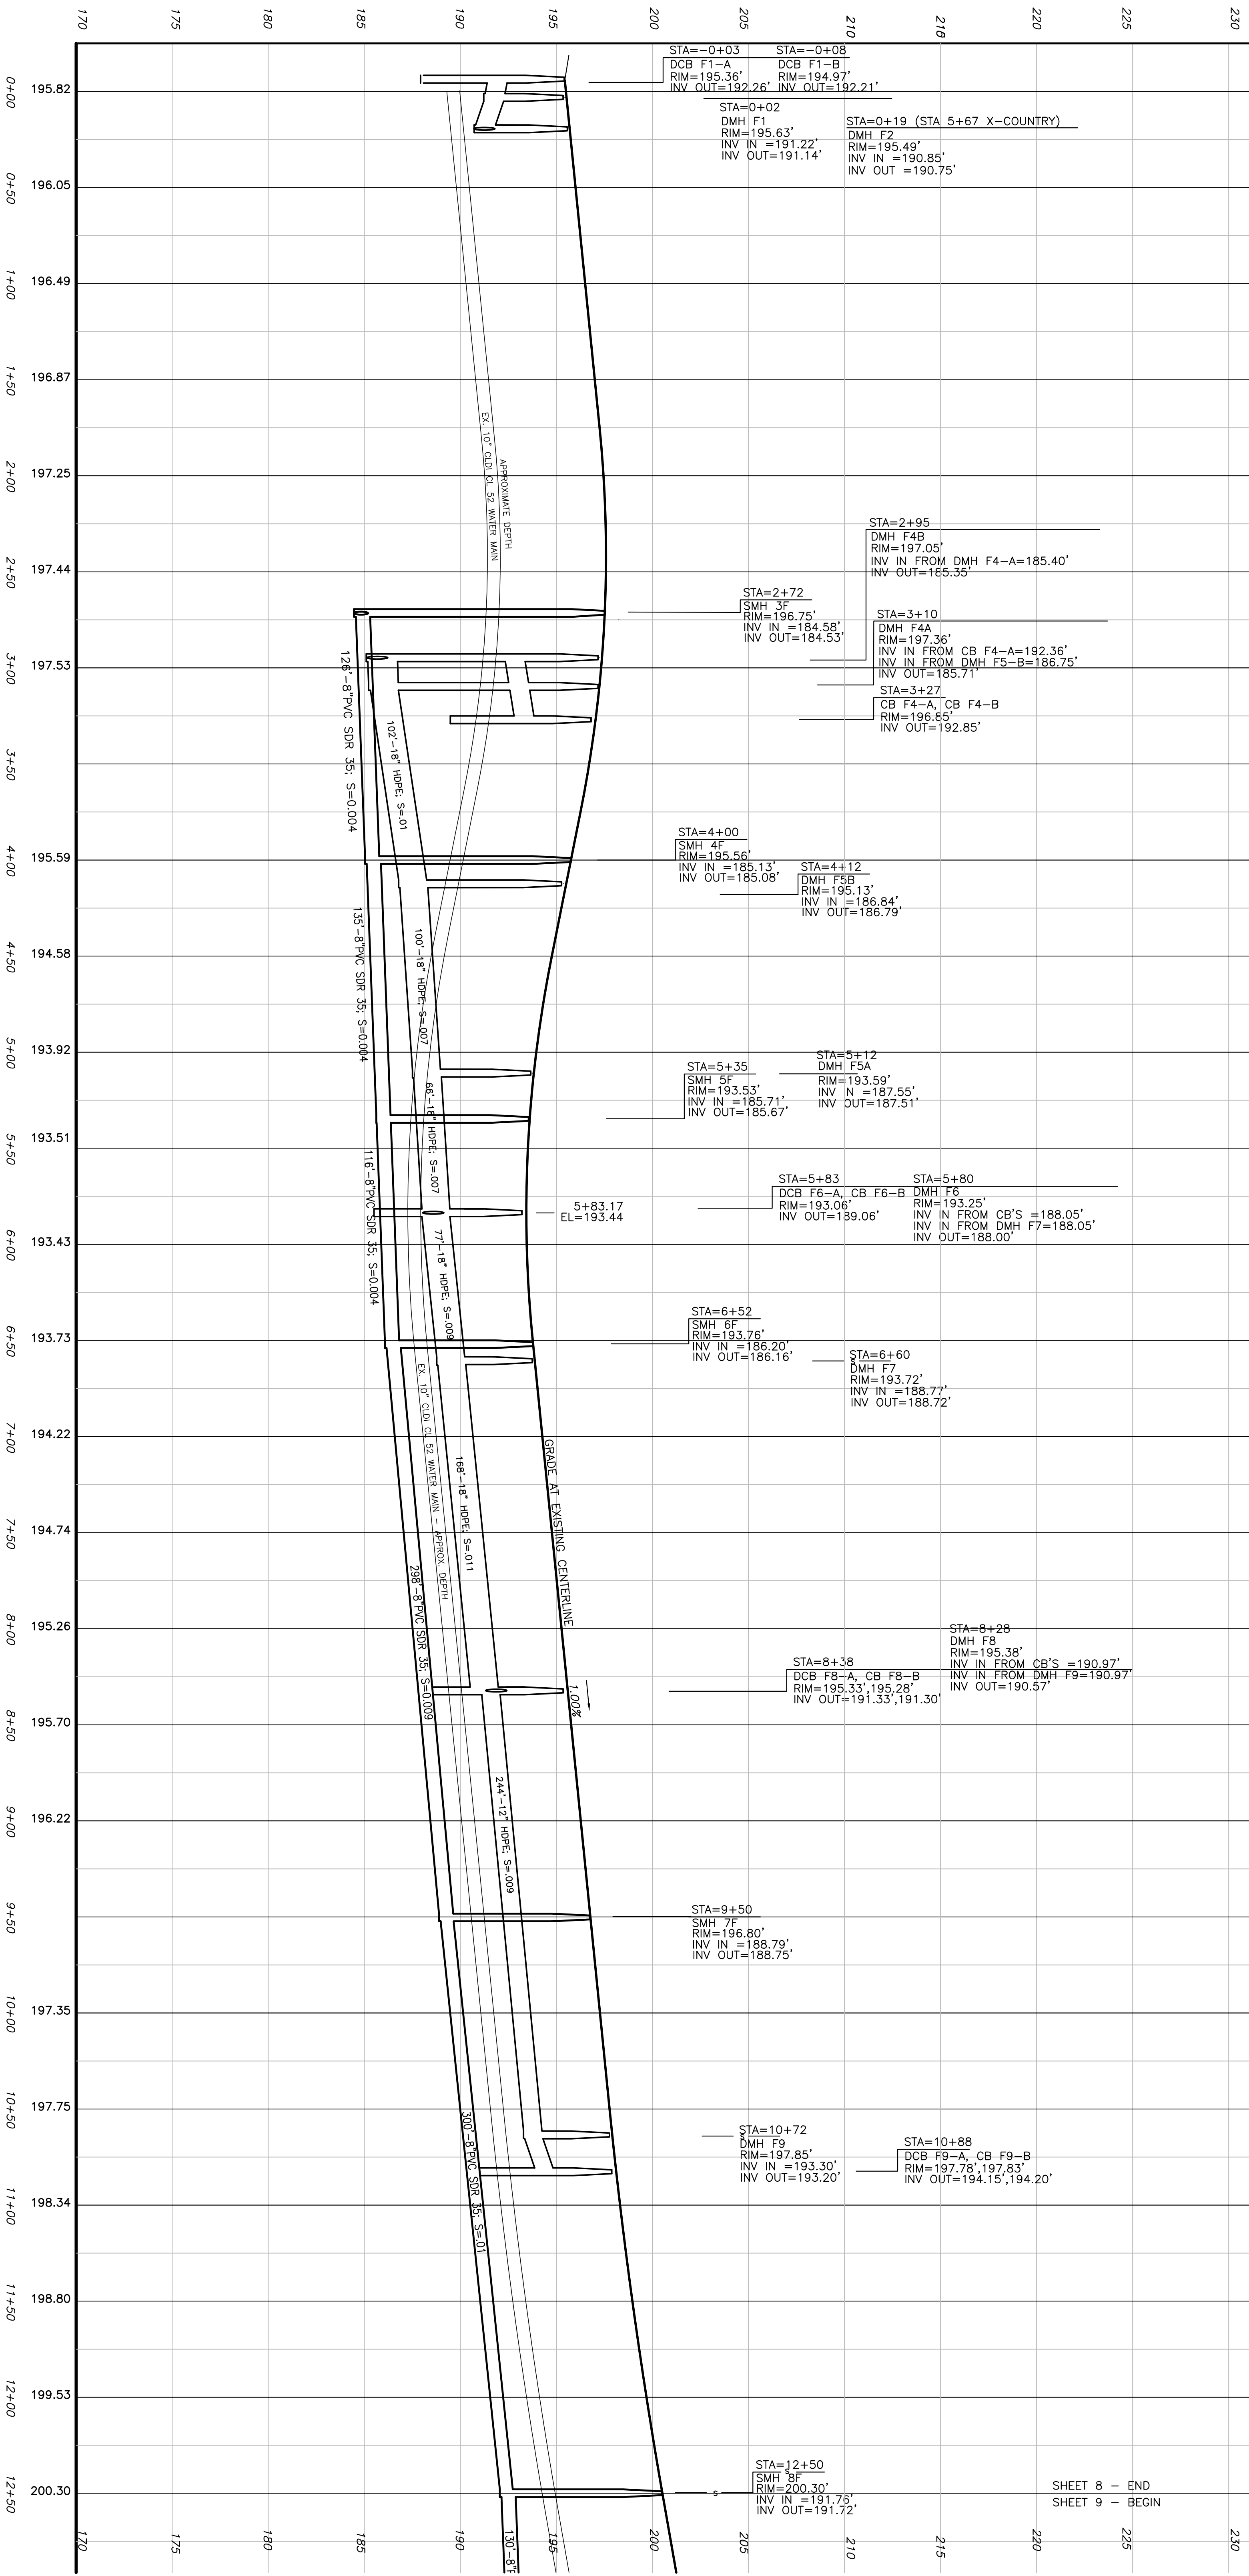 170 175 180 185 190 195 200 205 210 215 220 225 230
STA=-0+03
DCB F1-A
RIM=195.36'
INV OUT=192.26'
STA=-0+08
DCB F1-B
RIM=194.97'
INV OUT=192.21'
0+00 195.82
STA=0+02
DMH F1
RIM=195.63'
INV IN =191.22'
INV OUT=191.14'
STA=0+19 (STA 5+67 X-COUNTRY)
DMH F2
RIM=195.49'
INV IN =190.85'
INV OUT =190.75'
0+50 196.05
1+00 196.49
1+50 196.87
EX. 10" CLDI CL 52 WATER MAIN
APPROXIMATE DEPTH
2+00 197.25
2+50 197.44
STA=2+95
DMH F4B
RIM=197.05'
INV IN FROM DMH F4-A=185.40'
INV OUT=185.35'
STA=2+72
SMH 3F
RIM=196.75'
INV IN =184.58'
INV OUT=184.53'
STA=3+10
DMH F4A
RIM=197.36'
INV IN FROM CB F4-A=192.36'
INV IN FROM DMH F5-B=186.75'
INV OUT=185.71'
3+00 197.53
STA=3+27
CB F4-A, CB F4-B
RIM=196.85'
INV OUT=192.85'
126'-8"PVC SDR 35; S=0.004
102'-18" HDPE; S=.01
3+50
STA=4+00
SMH 4F
RIM=195.56'
INV IN =185.13'
INV OUT=185.08'
4+00 195.59
STA=4+12
DMH F5B
RIM=195.13'
INV IN =186.84'
INV OUT=186.79'
135'-8"PVC SDR 35; S=0.004
100'-18" HDPE; S=.007
4+50 194.58
5+00 193.92
STA=5+35
SMH 5F
RIM=193.53'
INV IN =185.71'
INV OUT=185.67'
STA=5+12
DMH F5A
RIM=193.59'
INV IN =187.55'
INV OUT=187.51'
66'-18" HDPE; S=.007
5+50 193.51
116'-8"PVC SDR 35; S=0.004
5+83.17
EL=193.44
STA=5+83
DCB F6-A, CB F6-B
RIM=193.06'
INV OUT=189.06'
STA=5+80
DMH F6
RIM=193.25'
INV IN FROM CB'S =188.05'
INV IN FROM DMH F7=188.05'
INV OUT=188.00'
6+00 193.43
77'-18" HDPE; S=.009
STA=6+52
SMH 6F
RIM=193.76'
INV IN =186.20'
INV OUT=186.16'
6+50 193.73
STA=6+60
DMH F7
RIM=193.72'
INV IN =188.77'
INV OUT=188.72'
EX. 10" CLDI CL 52 WATER MAIN - APPROX. DEPTH
7+00 194.22
168'-18" HDPE; S=.011
GRADE AT EXISTING CENTERLINE
7+50 194.74
298'-8"PVC SDR 35; S=0.009
8+00 195.26
STA=8+38
DCB F8-A, CB F8-B
RIM=195.33',195.28'
INV OUT=191.33',191.30'
STA=8+28
DMH F8
RIM=195.38'
INV IN FROM CB'S =190.97'
INV IN FROM DMH F9=190.97'
INV OUT=190.57'
1.00%
8+50 195.70
244'-12" HDPE; S=.009
9+00 196.22
9+50
STA=9+50
SMH 7F
RIM=196.80'
INV IN =188.79'
INV OUT=188.75'
10+00 197.35
10+50 197.75
300'-8"PVC SDR 35; S=.01
STA=10+72
DMH F9
RIM=197.85'
INV IN =193.30'
INV OUT=193.20'
STA=10+88
DCB F9-A, CB F9-B
RIM=197.78',197.83'
INV OUT=194.15',194.20'
11+00 198.34
11+50 198.80
12+00 199.53
12+50 200.30
STA=12+50
SMH 8F
RIM=200.30'
INV IN =191.76'
INV OUT=191.72'
S
SHEET 8 - END
SHEET 9 - BEGIN
130'-8"P
170 175 180 185 190 195 200 205 210 215 220 225 230